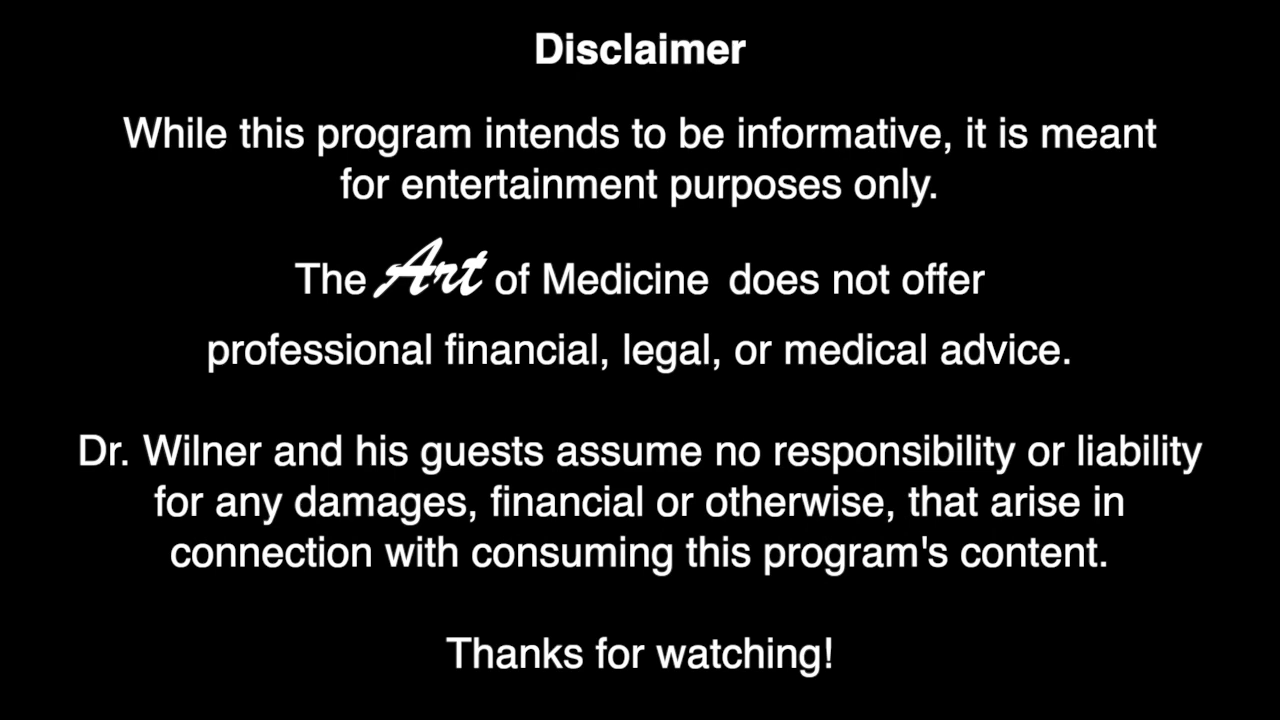 Disclaimer
While this program intends to be informative, it is meant
for entertainment purposes only.
The Art of Medicine does not offer
professional financial, legal, or medical advice.
Dr. Wilner and his guests assume no responsibility or liability
for any damages, financial or otherwise, that arise in
connection with consuming this program's content.
Thanks for watching!